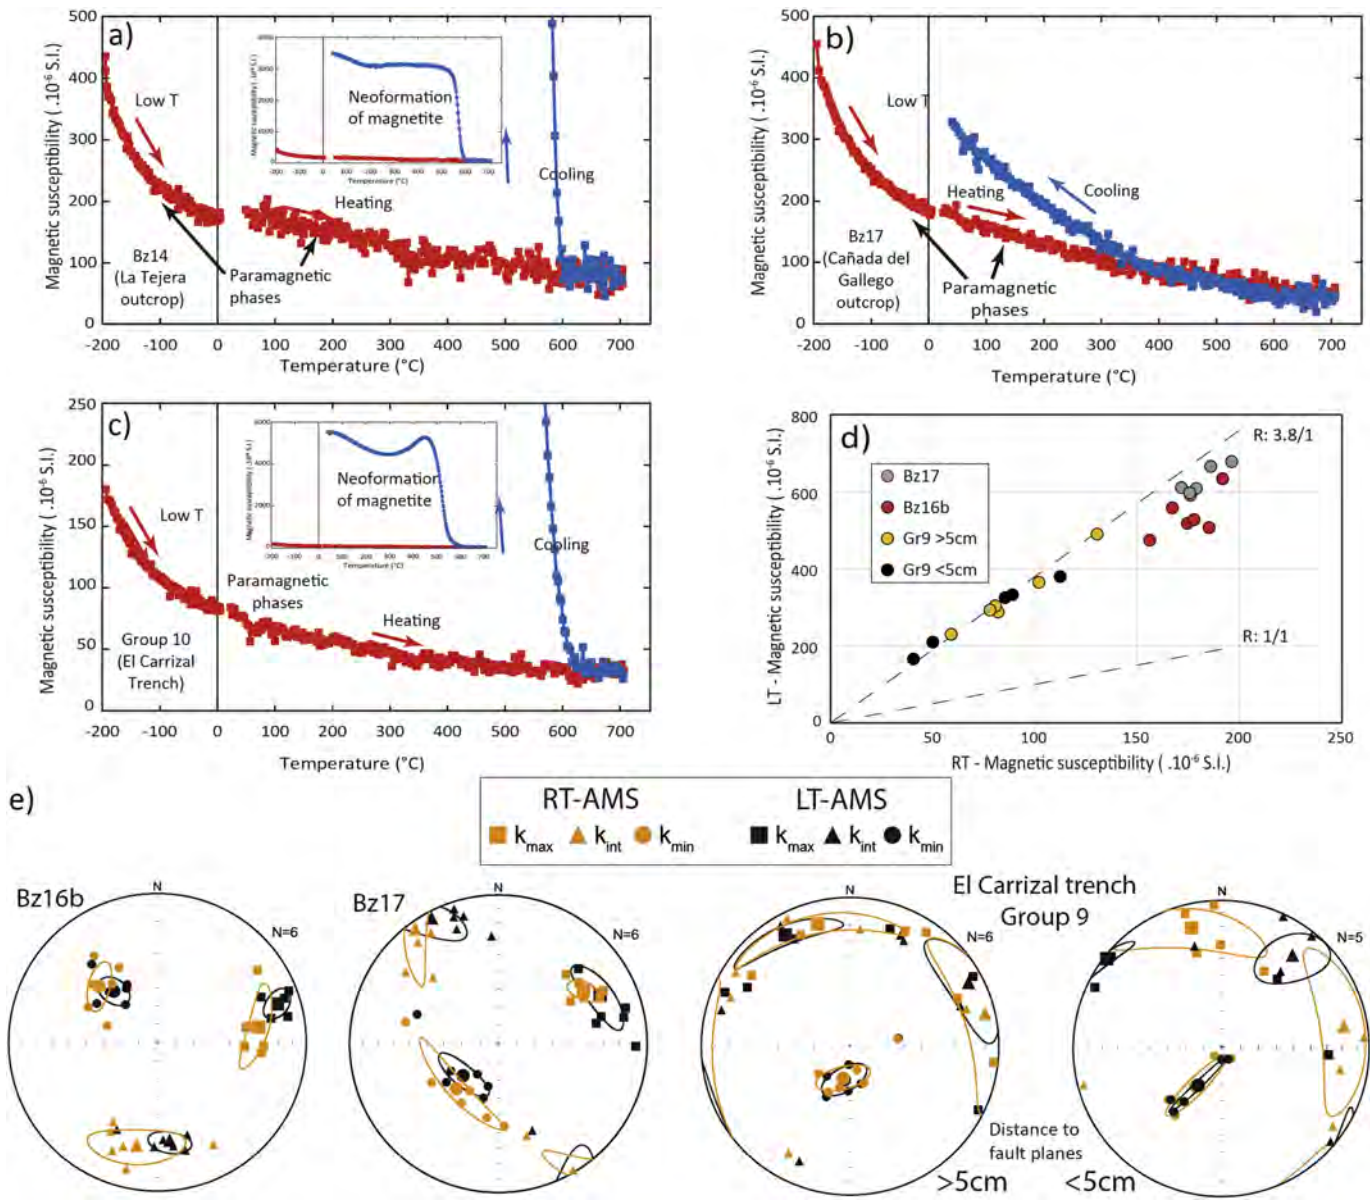 a)
500
400
300
200
100
0
-200
-100
0
100
200
300
400
500
600
700
Magnetic susceptibility ( .10⁻⁶ S.I.)
Temperature (°C)
Low T
Neoformation
of magnetite
Temperature (°C)
Cooling
Heating
Paramagnetic
phases
Bz14
(La Tejera
outcrop)
b)
500
400
300
200
100
0
-200
-100
0
100
200
300
400
500
600
700
Magnetic susceptibility ( .10⁻⁶ S.I.)
Temperature (°C)
Low T
Heating
Cooling
Bz17
(Cañada del
Gallego
outcrop)
Paramagnetic
phases
c)
250
200
150
100
50
0
-200
-100
0
100
200
300
400
500
600
700
Magnetic susceptibility ( .10⁻⁶ S.I.)
Temperature (°C)
Low T
Neoformation
of magnetite
Temperature (°C)
Cooling
Paramagnetic
phases
Heating
Group 10
(El Carrizal
Trench)
d)
800
600
400
200
0
50
100
150
200
250
LT - Magnetic susceptibility ( .10⁻⁶ S.I.)
RT - Magnetic susceptibility ( .10⁻⁶ S.I.)
R: 3.8/1
R: 1/1
Bz17
Bz16b
Gr9 >5cm
Gr9 <5cm
e)
RT-AMS LT-AMS
kmax kint kmin kmax kint kmin
Bz16b
N
N=6
Bz17
N
N=6
El Carrizal trench
Group 9
N
N=6
N
N=5
Distance to
fault planes
>5cm <5cm